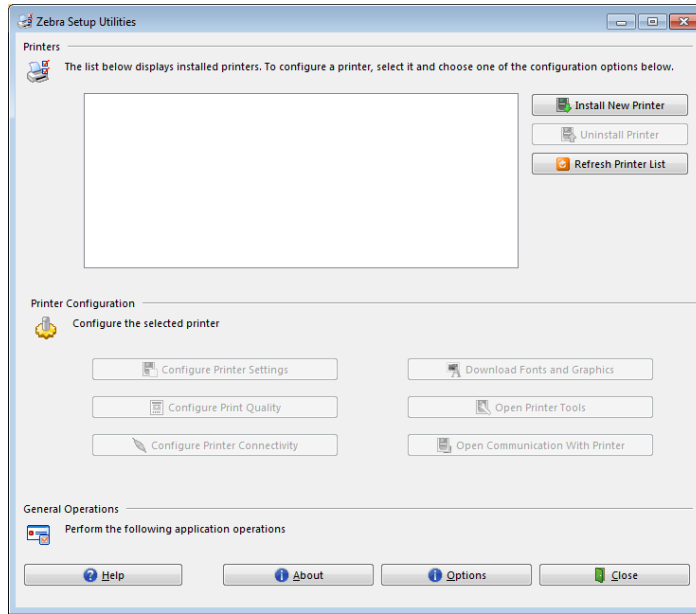 Zebra Setup Utilities
Printers
The list below displays installed printers. To configure a printer, select it and choose one of the configuration options below.
Install New Printer
Uninstall Printer
Refresh Printer List
Printer Configuration
Configure the selected printer
Configure Printer Settings
Download Fonts and Graphics
Configure Print Quality
Open Printer Tools
Configure Printer Connectivity
Open Communication With Printer
General Operations
Perform the following application operations
Help
About
Options
Close